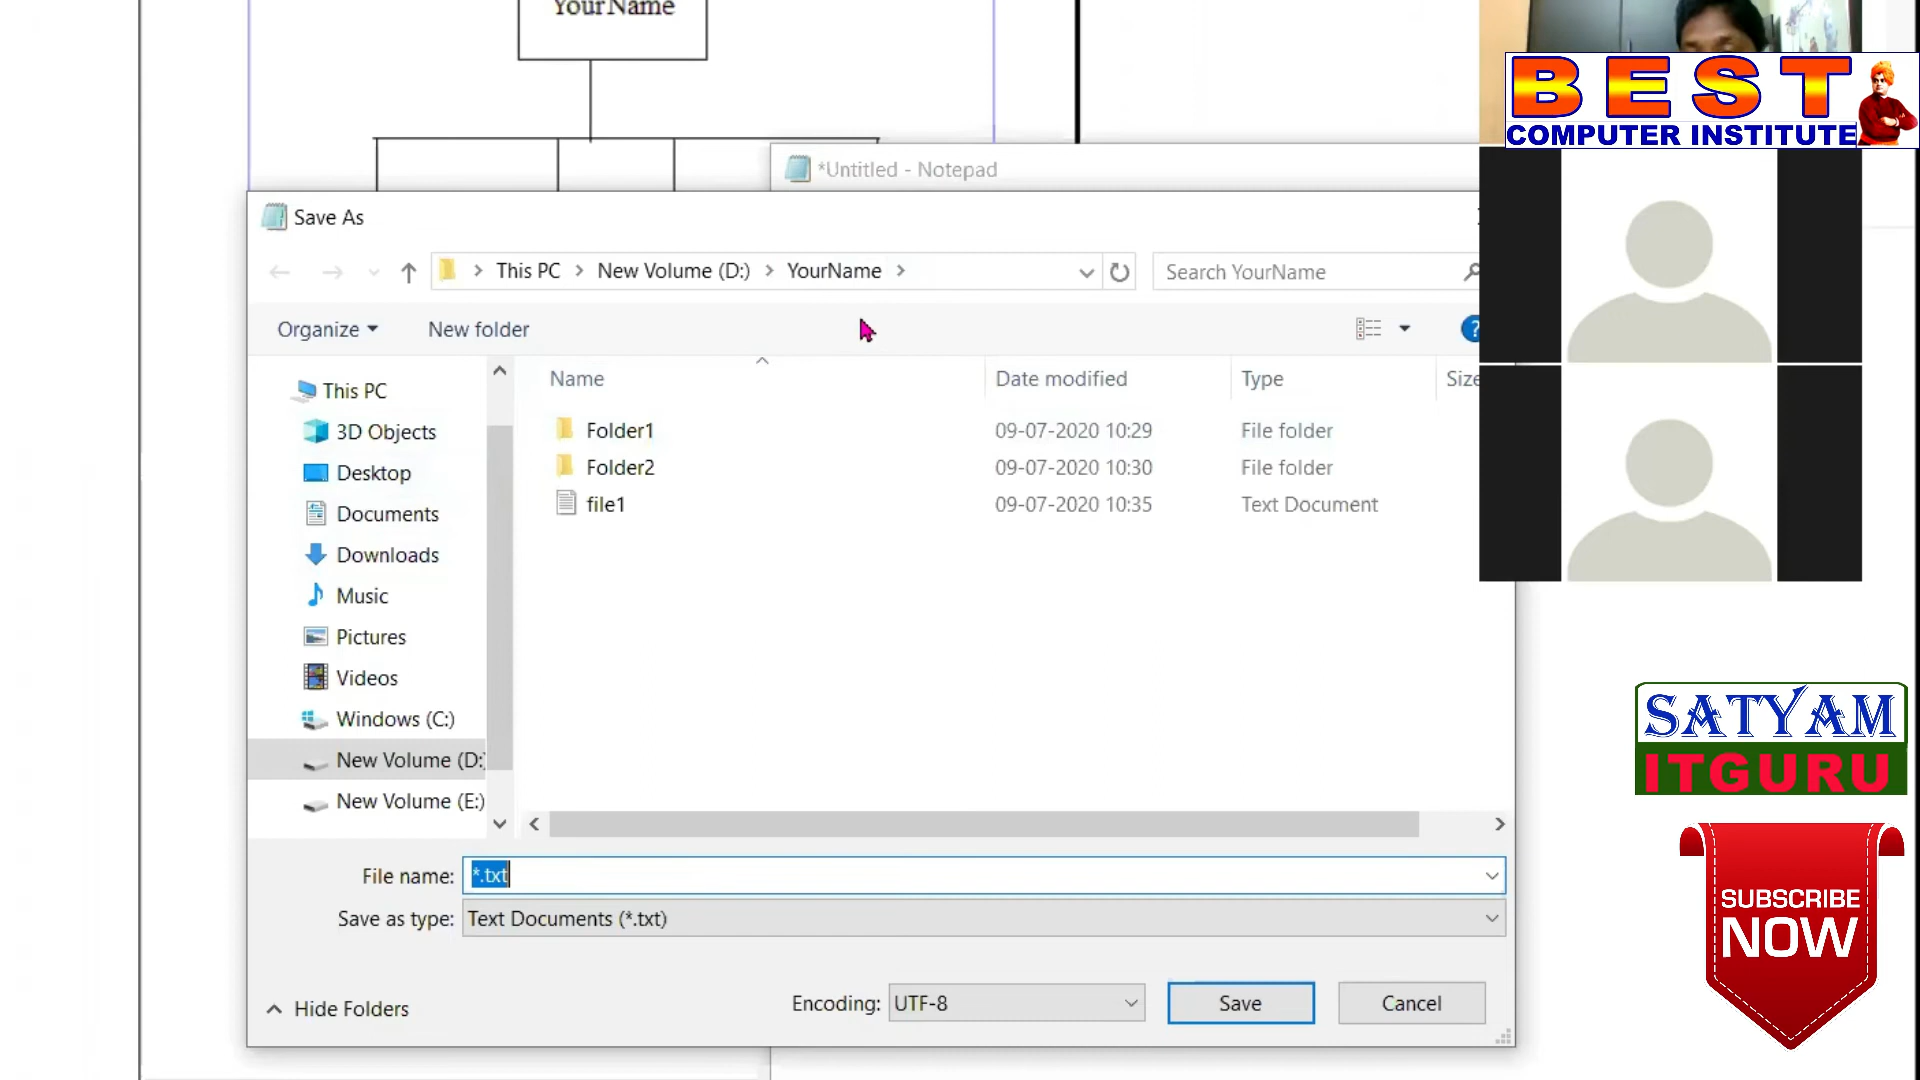 YourName
BEST
COMPUTER INSTITUTE
*Untitled - Notepad
Save As
This PC > New Volume (D:) > YourName >
Search YourName
Organize
New folder
?
Name
Date modified
Type
Size
This PC
3D Objects
Desktop
Documents
Downloads
Music
Pictures
Videos
Windows (C:)
New Volume (D:
New Volume (E:)
Folder1
09-07-2020 10:29
File folder
Folder2
09-07-2020 10:30
File folder
file1
09-07-2020 10:35
Text Document
SATYAM
ITGURU
File name:
*.txt
Save as type:
Text Documents (*.txt)
SUBSCRIBE
NOW
Hide Folders
Encoding:
UTF-8
Save
Cancel